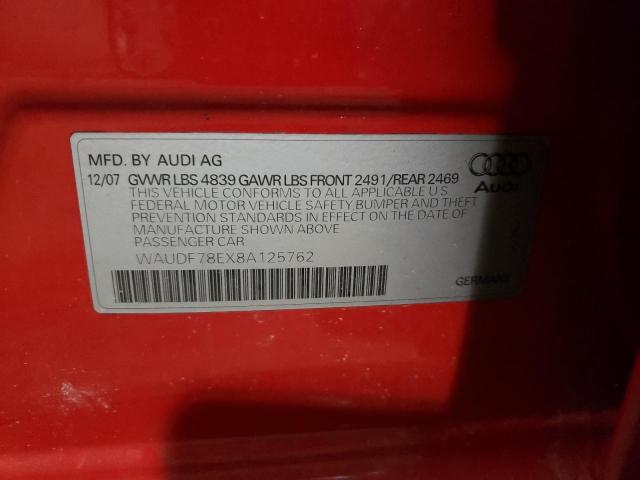 MFD. BY AUDI AG
12/07 GVWR LBS 4839 GAWR LBS FRONT 2491/REAR 2469
THIS VEHICLE CONFORMS TO ALL APPLICABLE U.S.
FEDERAL MOTOR VEHICLE SAFETY BUMPER AND THEFT
PREVENTION STANDARDS IN EFFECT ON THE DATE OF
MANUFACTURE SHOWN ABOVE
PASSENGER CAR
WAUDF78EX8A125762
Audi
GERMANY